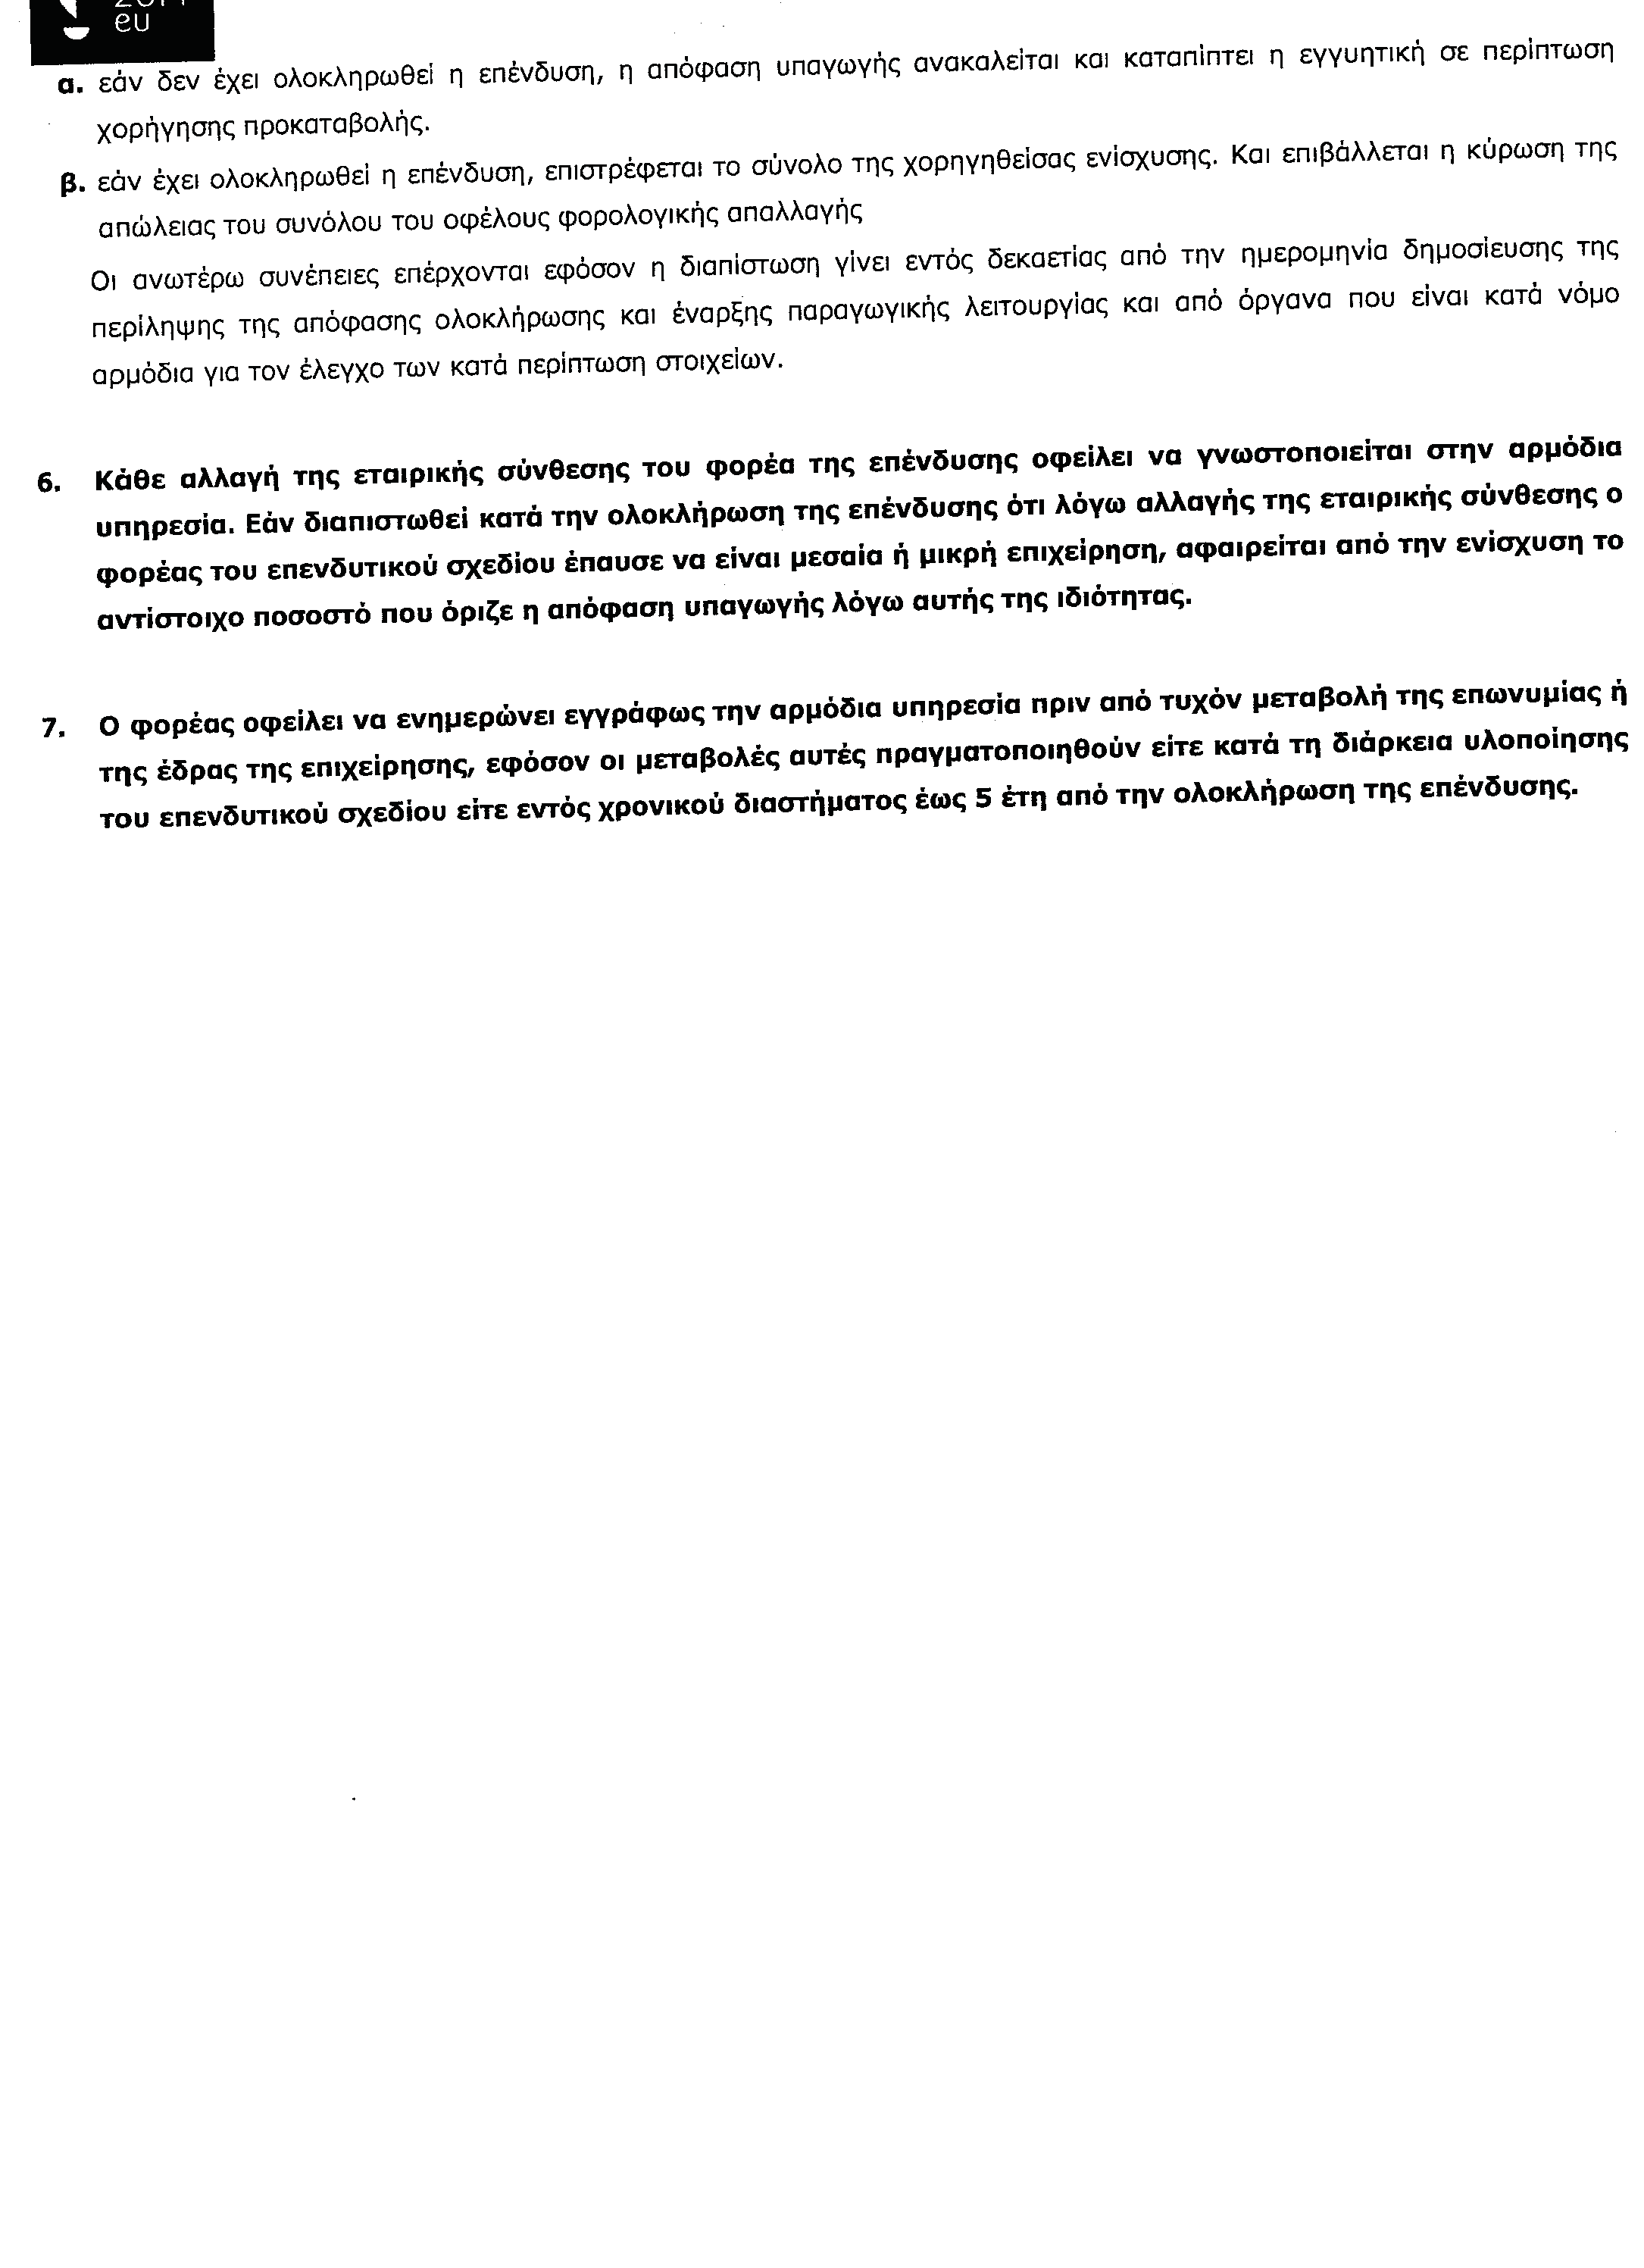 eu
α. εάν δεν έχει ολοκληρωθεί η επένδυση, η απόφαση υπαγωγής ανακαλείται και καταπίπτει η εγγυητική σε περίπτωση
χορήγησης προκαταβολής.
β. εάν έχει ολοκληρωθεί η επένδυση, επιστρέφεται το σύνολο της χορηγηθείσας ενίσχυσης. Και επιβάλλεται η κύρωση της
απώλειας του συνόλου του οφέλους φορολογικής απαλλαγής
Οι ανωτέρω συνέπειες επέρχονται εφόσον η διαπίστωση γίνει εντός δεκαετίας από την ημερομηνία δημοσίευσης της
περίληψης της απόφασης ολοκλήρωσης και έναρξης παραγωγικής λειτουργίας και από όργανα που είναι κατά νόμο
αρμόδια για τον έλεγχο των κατά περίπτωση στοιχείων.
6. Κάθε αλλαγή της εταιρικής σύνθεσης του φορέα της επένδυσης οφείλει να γνωστοποιείται στην αρμόδια
υπηρεσία. Εάν διαπιστωθεί κατά την ολοκλήρωση της επένδυσης ότι λόγω αλλαγής της εταιρικής σύνθεσης ο
φορέας του επενδυτικού σχεδίου έπαυσε να είναι μεσαία ή μικρή επιχείρηση, αφαιρείται από την ενίσχυση το
αντίστοιχο ποσοστό που όριζε η απόφαση υπαγωγής λόγω αυτής της ιδιότητας.
7. Ο φορέας οφείλει να ενημερώνει εγγράφως την αρμόδια υπηρεσία πριν από τυχόν μεταβολή της επωνυμίας ή
της έδρας της επιχείρησης, εφόσον οι μεταβολές αυτές πραγματοποιηθούν είτε κατά τη διάρκεια υλοποίησης
του επενδυτικού σχεδίου είτε εντός χρονικού διαστήματος έως 5 έτη από την ολοκλήρωση της επένδυσης.